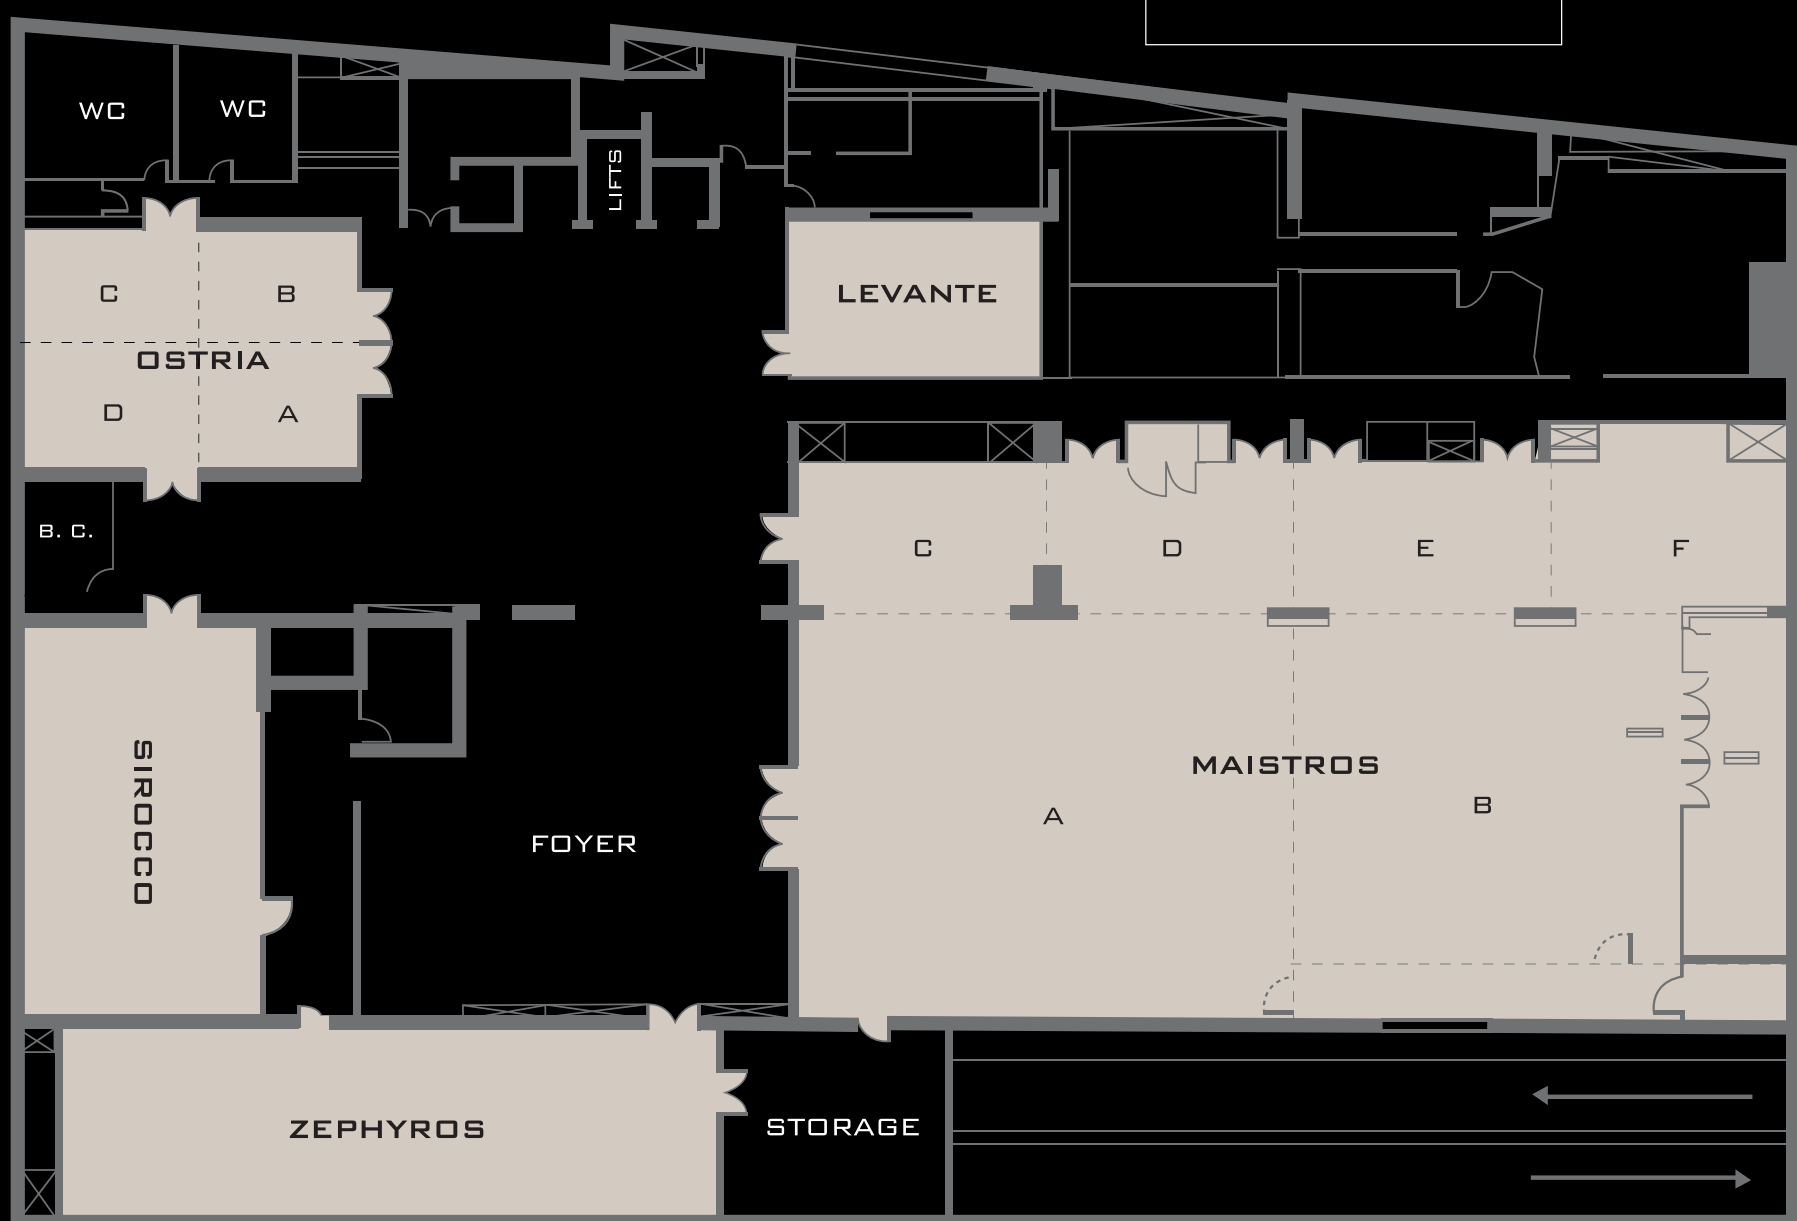 WC
WC
LIFTS
C
B
OSTRIA
D
A
LEVANTE
B. C.
C
D
E
F
SIROCCO
MAISTROS
A
B
FOYER
ZEPHYROS
STORAGE